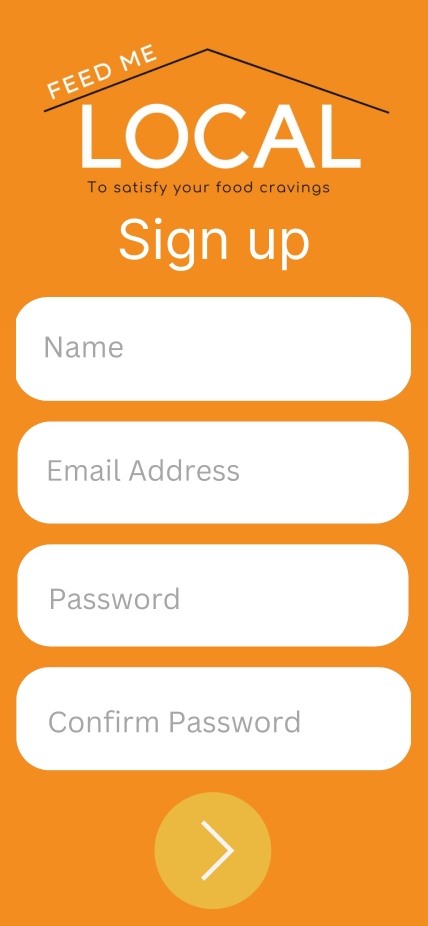 FEED ME
LOCAL
To satisfy your food cravings
Sign up
Name
Email Address
Password
Confirm Password